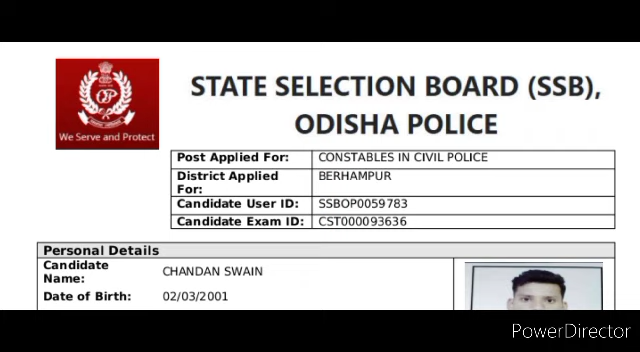 STATE SELECTION BOARD (SSB),
ODISHA POLICE
We Serve and Protect
Post Applied For: CONSTABLES IN CIVIL POLICE
District Applied For: BERHAMPUR
Candidate User ID: SSBOP0059783
Candidate Exam ID: CST000093636
Personal Details
Candidate Name: CHANDAN SWAIN
Date of Birth: 02/03/2001
PowerDirector